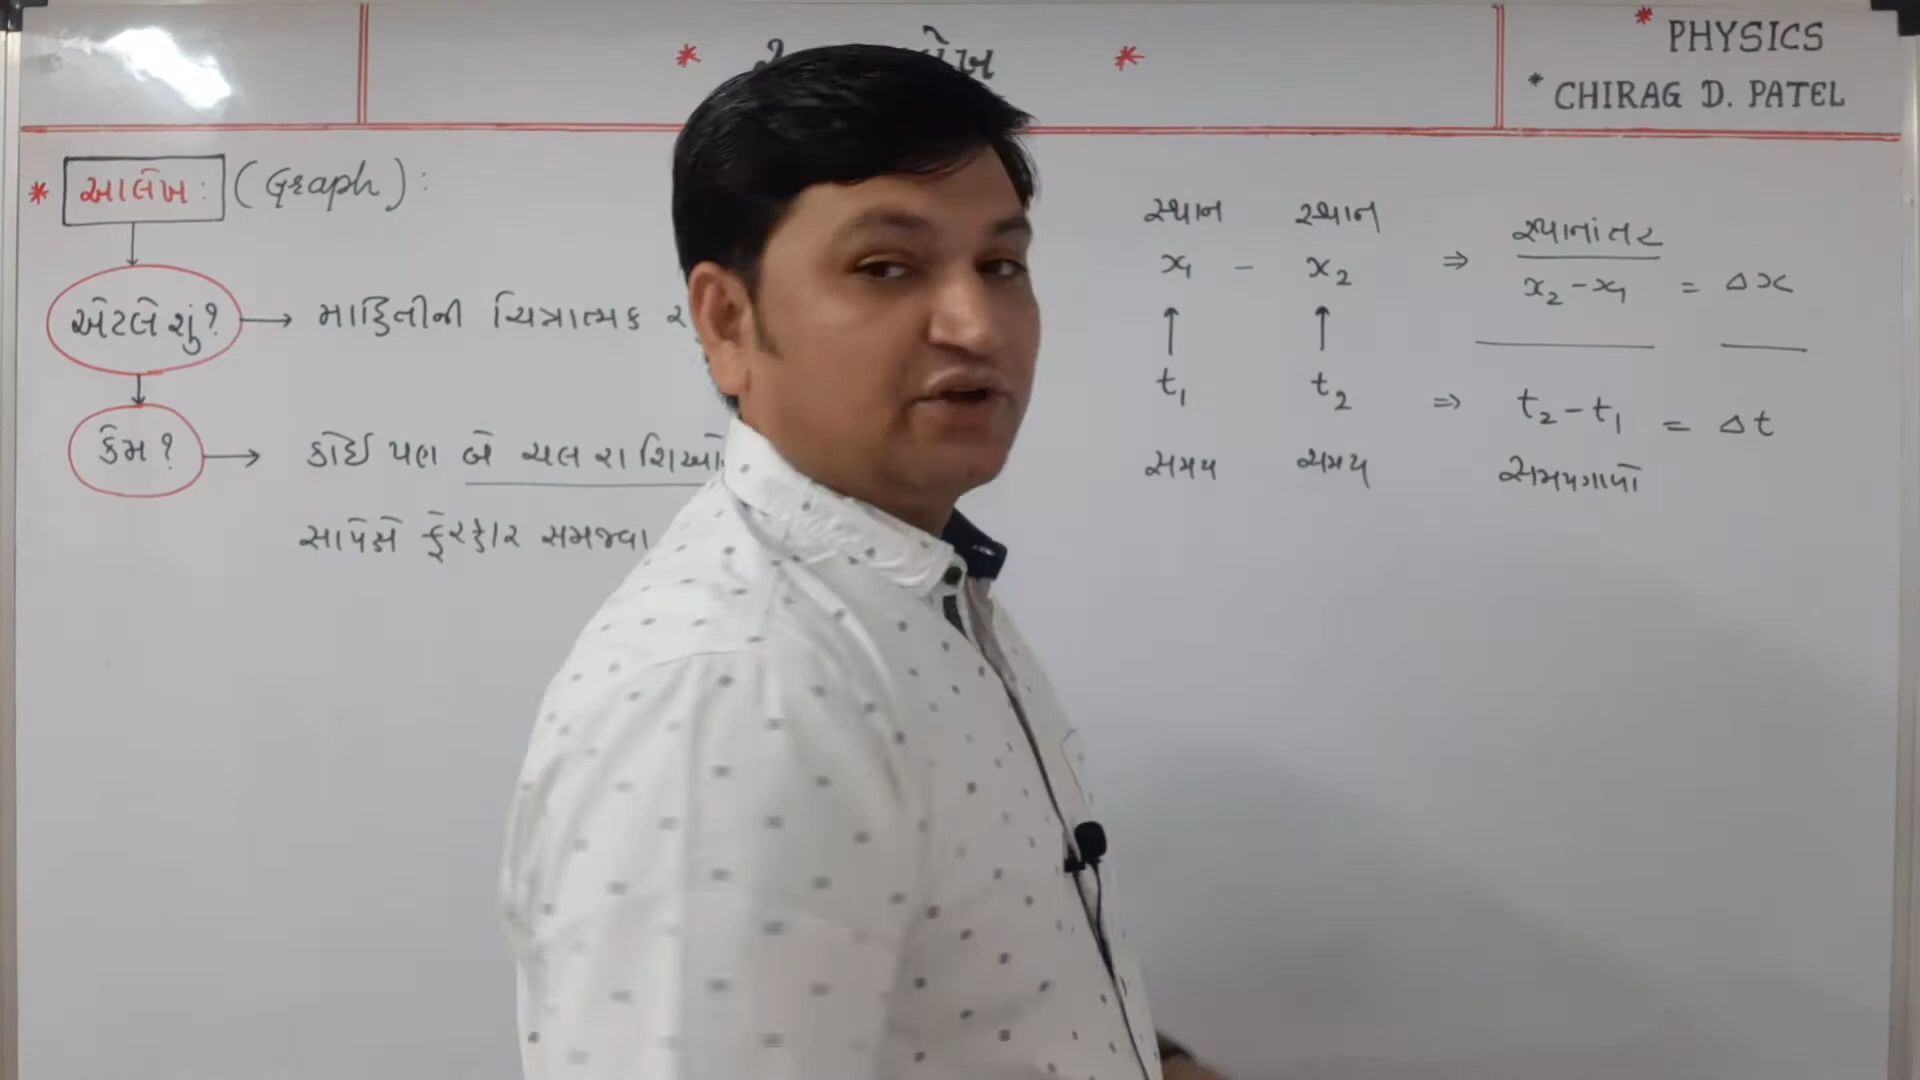 * PHYSICS
* CHIRAG D. PATEL
* આલેખ : (Graph) :
એટલે શું? → માહિતીની ચિત્રાત્મક
કેમ? → કોઈ પણ બે ચલ રાશિઓ
સાપેક્ષે ફેરફાર સમજવા
સ્થાન સ્થાન ⇒ સ્થાનાંતર
x₁ - x₂ x₂ - x₁ = Δx
↑ ↑
t₁ t₂ ⇒ t₂ - t₁ = Δt
સમય સમય સમયગાળો